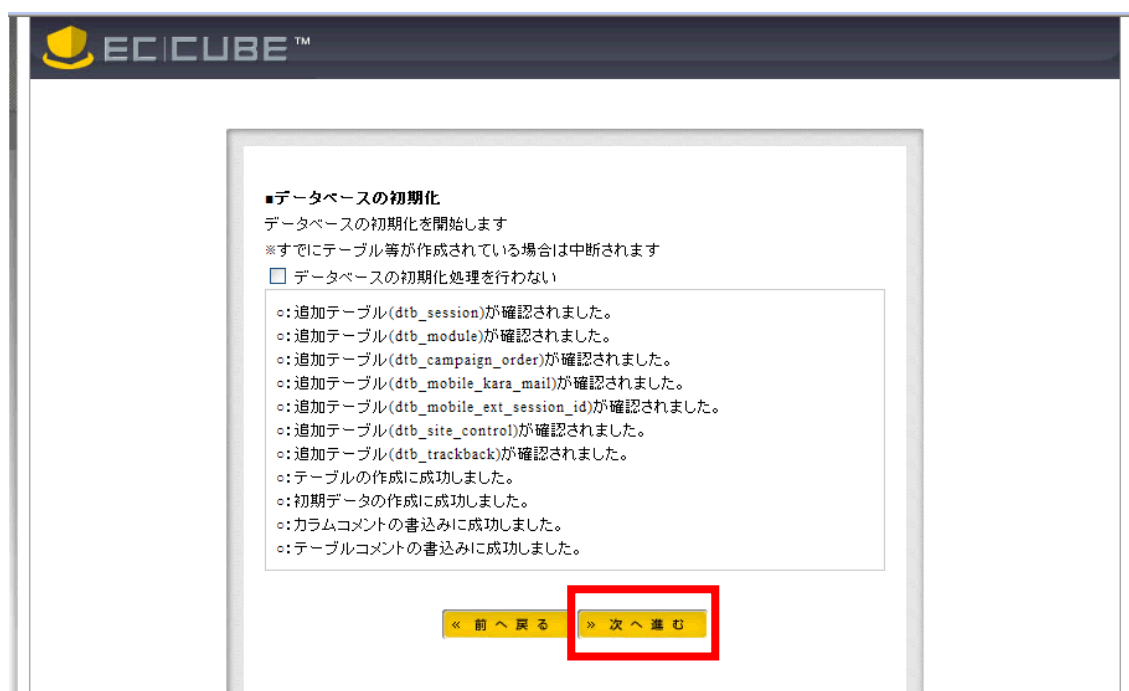 EC CUBE™
■データベースの初期化
データベースの初期化を開始します
※すでにテーブル等が作成されている場合は中断されます
データベースの初期化処理を行わない
○:追加テーブル(dtb_session)が確認されました。
○:追加テーブル(dtb_module)が確認されました。
○:追加テーブル(dtb_campaign_order)が確認されました。
○:追加テーブル(dtb_mobile_kara_mail)が確認されました。
○:追加テーブル(dtb_mobile_ext_session_id)が確認されました。
○:追加テーブル(dtb_site_control)が確認されました。
○:追加テーブル(dtb_trackback)が確認されました。
○:テーブルの作成に成功しました。
○:初期データの作成に成功しました。
○:カラムコメントの書込みに成功しました。
○:テーブルコメントの書込みに成功しました。
« 前へ戻る » 次へ進む